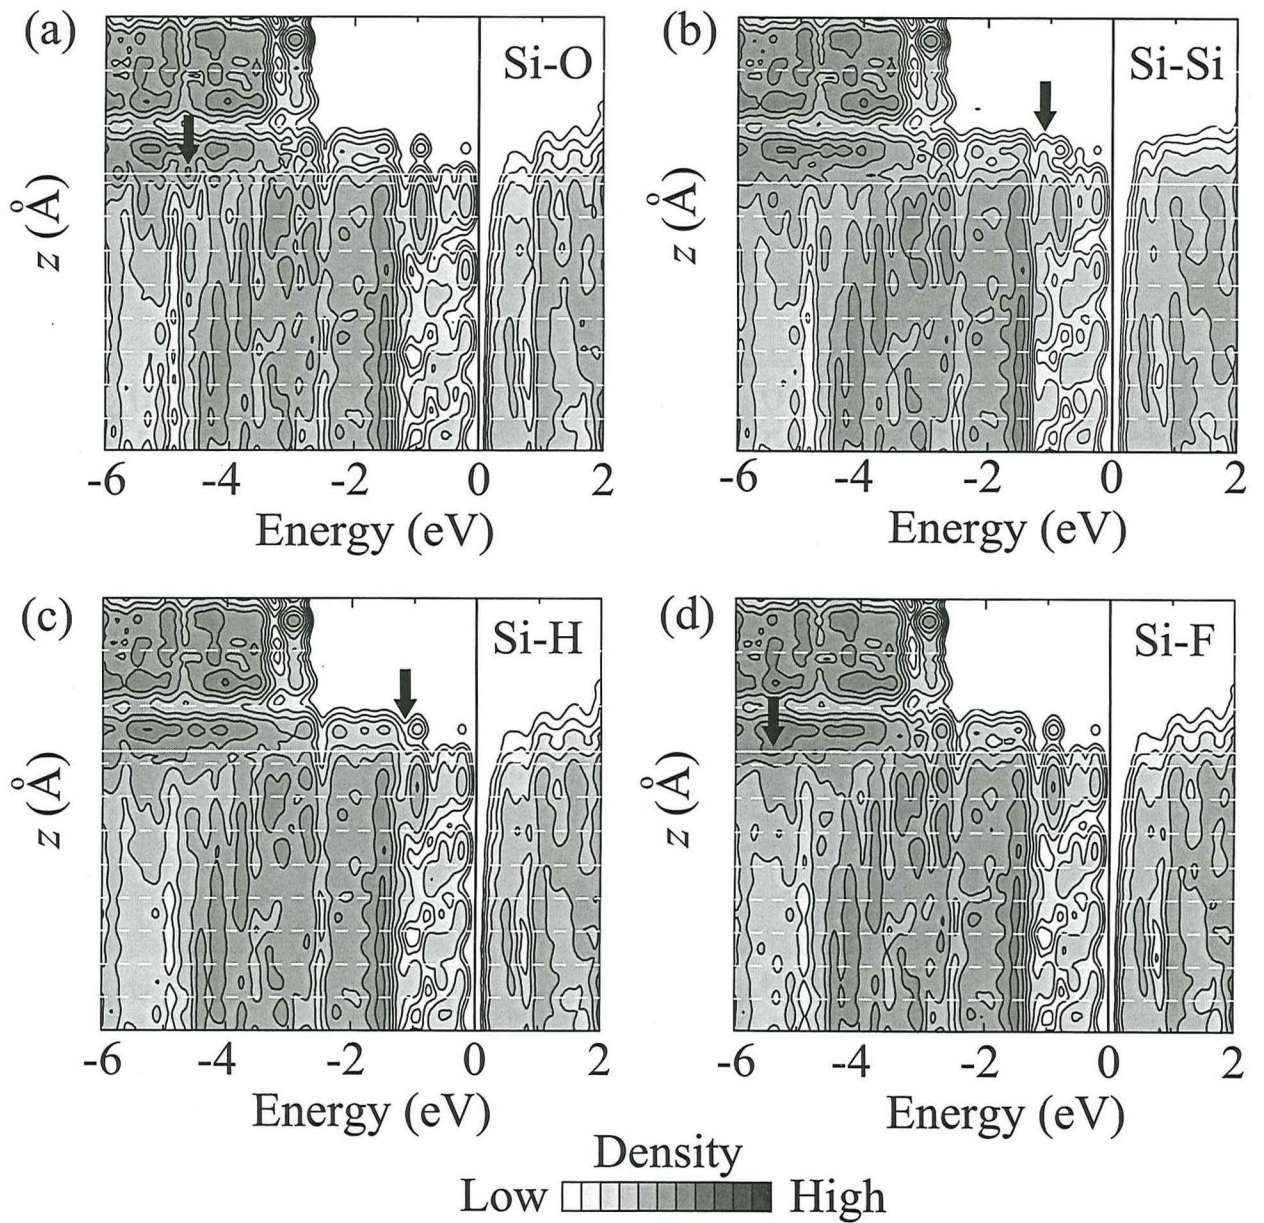 (a)
Si-O
z (Å)
-6 -4 -2 0 2
Energy (eV)
(b)
Si-Si
z (Å)
-6 -4 -2 0 2
Energy (eV)
(c)
Si-H
z (Å)
-6 -4 -2 0 2
Energy (eV)
(d)
Si-F
z (Å)
-6 -4 -2 0 2
Energy (eV)
Density
Low High